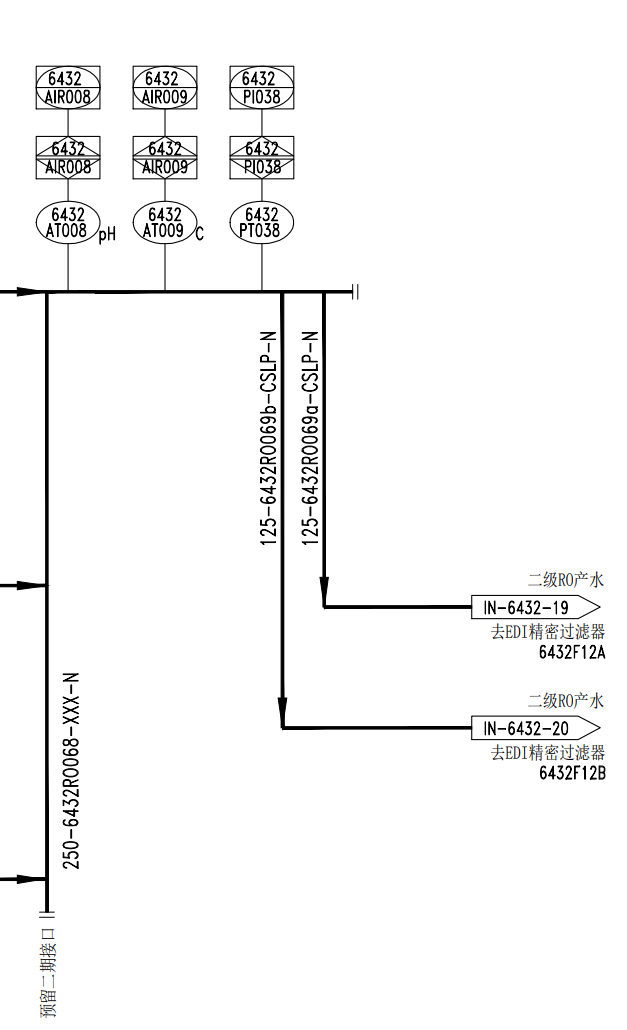 6432
AIR008
6432
AIR009
6432
PI038
6432
AIR008
6432
AIR009
6432
PI038
6432
AT008
pH
6432
AT009
C
6432
PT038
125-6432RO069b-CSLP-N
125-6432RO069a-CSLP-N
二级RO产水
IN-6432-19
去EDI精密过滤器
6432F12A
二级RO产水
IN-6432-20
去EDI精密过滤器
6432F12B
250-6432RO068-XXX-N
预留二期接口